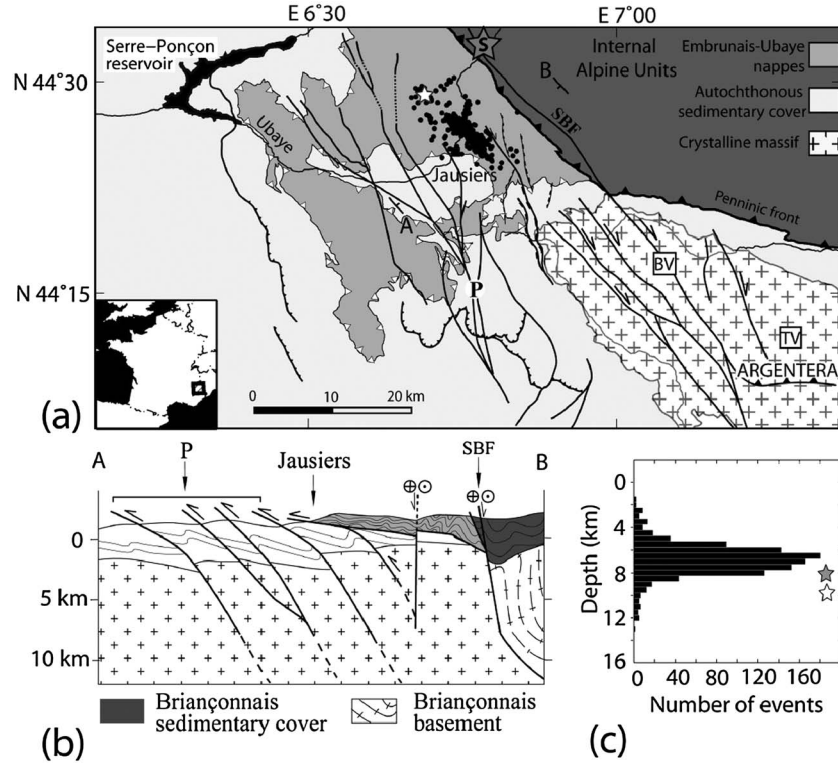 E 6°30
E 7°00
Serre–Ponçon
reservoir
S
Internal
Alpine Units
Embrunais-Ubaye
nappes
N 44°30
B
SBF
Autochthonous
sedimentary cover
Ubaye
Crystalline massif
Jausiers
Penninic front
A
N 44°15
P
BV
TV
ARGENTERA
0 10 20 km
(a)
A
P
Jausiers
SBF
B
0
5 km
10 km
Briançonnais
sedimentary cover
Briançonnais
basement
(b)
0
4
8
12
16
Depth (km)
0 40 80 120 160
Number of events
(c)